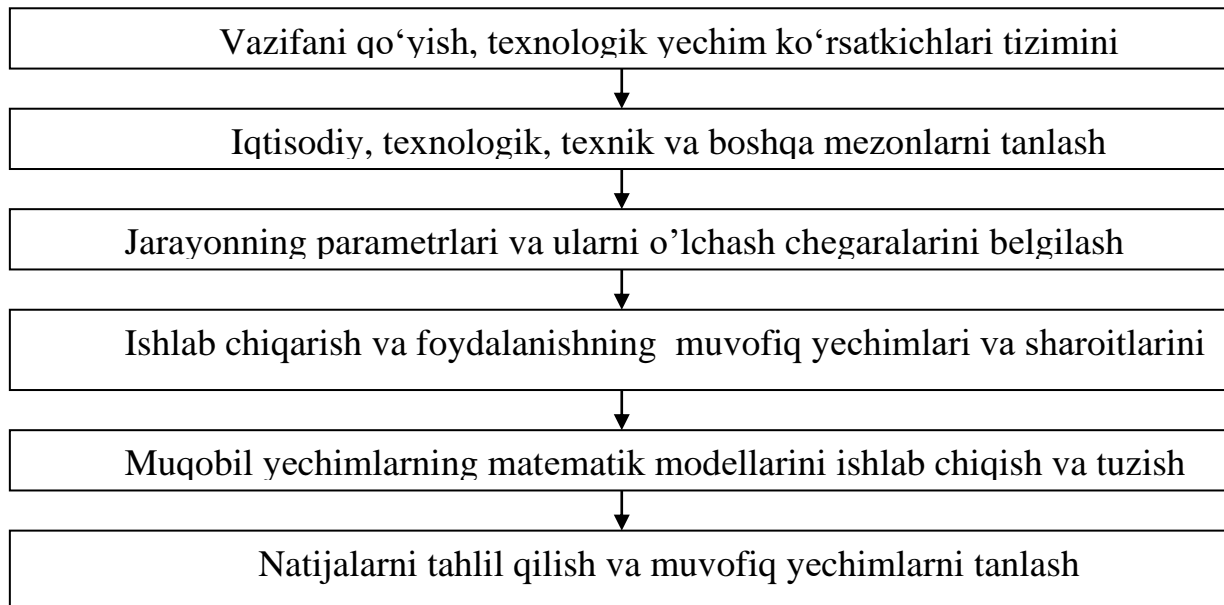 Vazifani qo‘yish, texnologik yechim ko‘rsatkichlari tizimini
Iqtisodiy, texnologik, texnik va boshqa mezonlarni tanlash
Jarayonning parametrlari va ularni o’lchash chegaralarini belgilash
Ishlab chiqarish va foydalanishning muvofiq yechimlari va sharoitlarini
Muqobil yechimlarning matematik modellarini ishlab chiqish va tuzish
Natijalarni tahlil qilish va muvofiq yechimlarni tanlash